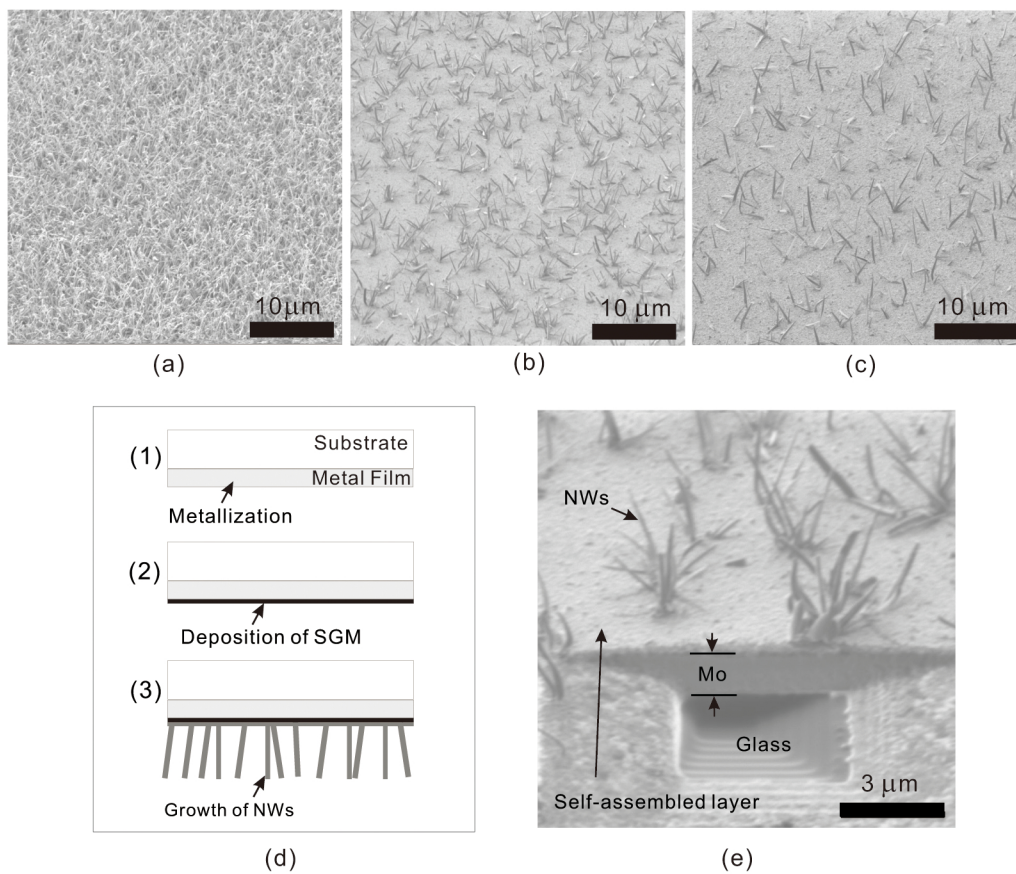 10μm
10 μm
10 μm
(a)
(b)
(c)
(1)
Substrate
Metal Film
Metallization
(2)
Deposition of SGM
(3)
Growth of NWs
(d)
NWs
Mo
Glass
Self-assembled layer
3 μm
(e)